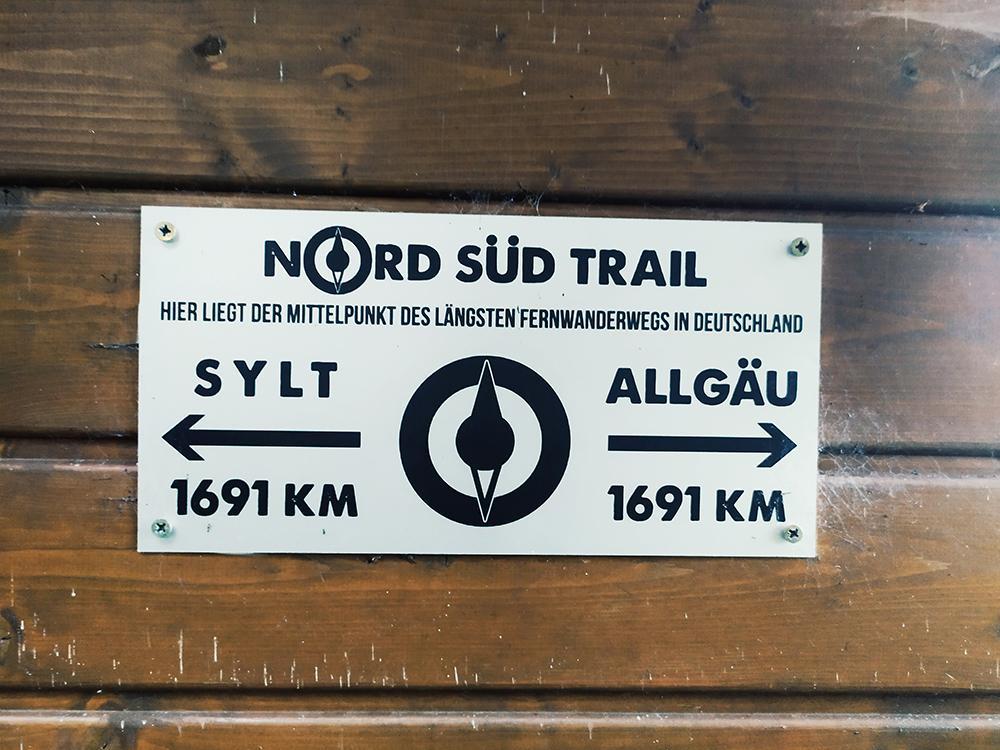 NORD SÜD TRAIL
HIER LIEGT DER MITTELPUNKT DES LÄNGSTEN FERNWANDERWEGS IN DEUTSCHLAND
SYLT
1691 KM
ALLGÄU
1691 KM